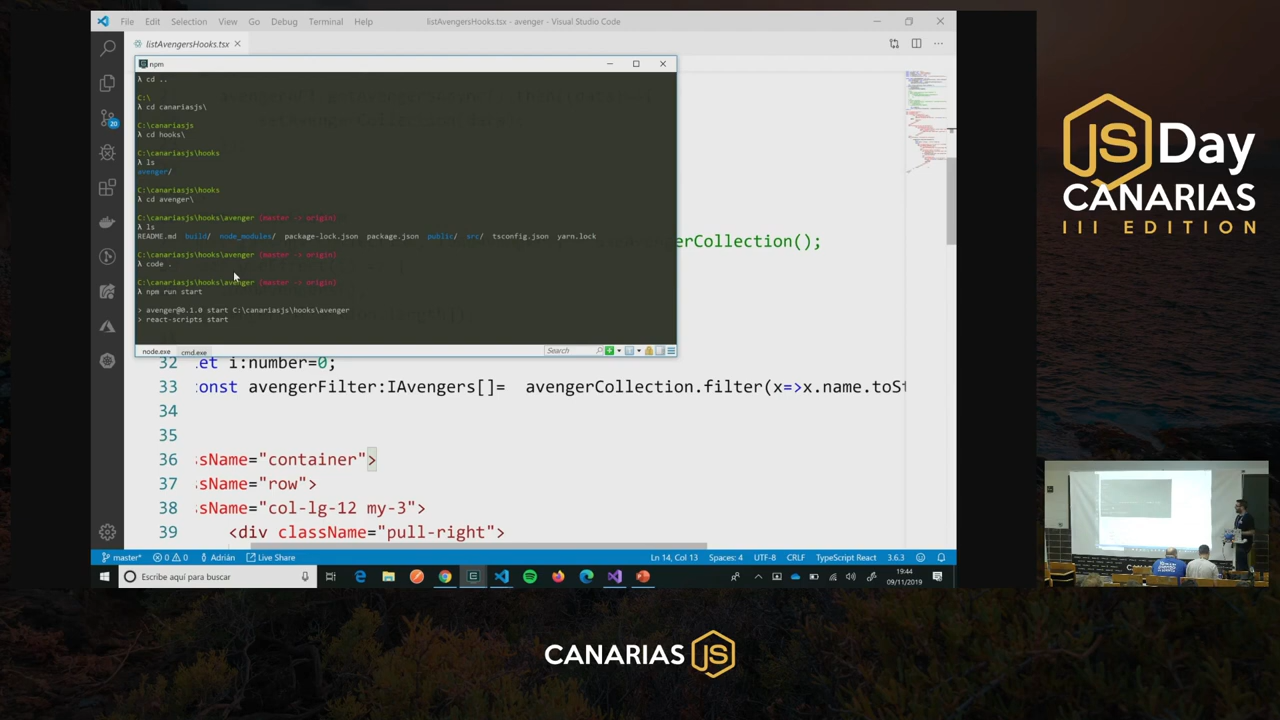 File Edit Selection View Go Debug Terminal Help
listAvengersHooks.tsx - avenger - Visual Studio Code
listAvengersHooks.tsx
npm
λ cd ..
C:\
λ cd canariasjs\
C:\canariasjs
λ cd hooks\
C:\canariasjs\hooks
λ ls
avenger/
C:\canariasjs\hooks
λ cd avenger\
C:\canariasjs\hooks\avenger (master -> origin)
λ ls
README.md build/ node_modules/ package-lock.json package.json public/ src/ tsconfig.json yarn.lock
C:\canariasjs\hooks\avenger (master -> origin)
λ code .
C:\canariasjs\hooks\avenger (master -> origin)
λ npm run start
> avenger@0.1.0 start C:\canariasjs\hooks\avenger
> react-scripts start
node.exe cmd.exe Search
20
ercCollection();
32 et i:number=0;
33 onst avengerFilter:IAvengers[]= avengerCollection.filter(x=>x.name.toSt
34
35
36 sName="container">
37 sName="row">
38 sName="col-lg-12 my-3">
39 <div className="pull-right">
master* 0 0 Adrián Live Share Ln 14, Col 13 Spaces: 4 UTF-8 CRLF TypeScript React 3.6.3
Escribe aquí para buscar
19:44
09/11/2019
JS Day
CANARIAS
III EDITION
CANARIAS JS